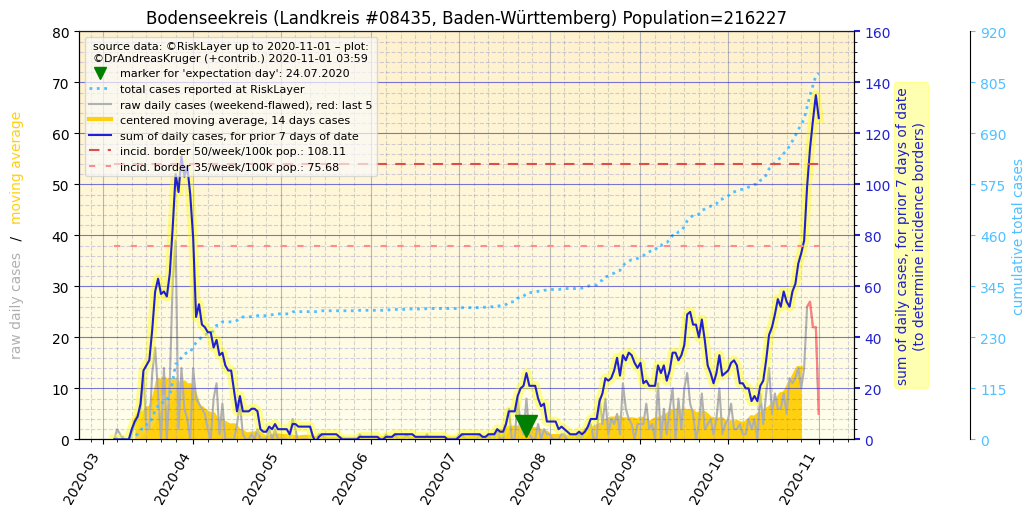 Bodenseekreis (Landkreis #08435, Baden-Württemberg) Population=216227
source data: ©RiskLayer up to 2020-11-01 – plot:
©DrAndreasKruger (+contrib.) 2020-11-01 03:59
marker for 'expectation day': 24.07.2020
total cases reported at RiskLayer
raw daily cases (weekend-flawed), red: last 5
centered moving average, 14 days cases
sum of daily cases, for prior 7 days of date
incid. border 50/week/100k pop.: 108.11
incid. border 35/week/100k pop.: 75.68
raw daily cases / moving average
80
70
60
50
40
30
20
10
0
2020-03
2020-04
2020-05
2020-06
2020-07
2020-08
2020-09
2020-10
2020-11
160
140
120
100
80
60
40
20
0
sum of daily cases, for prior 7 days of date
(to determine incidence borders)
920
805
690
575
460
345
230
115
0
cumulative total cases